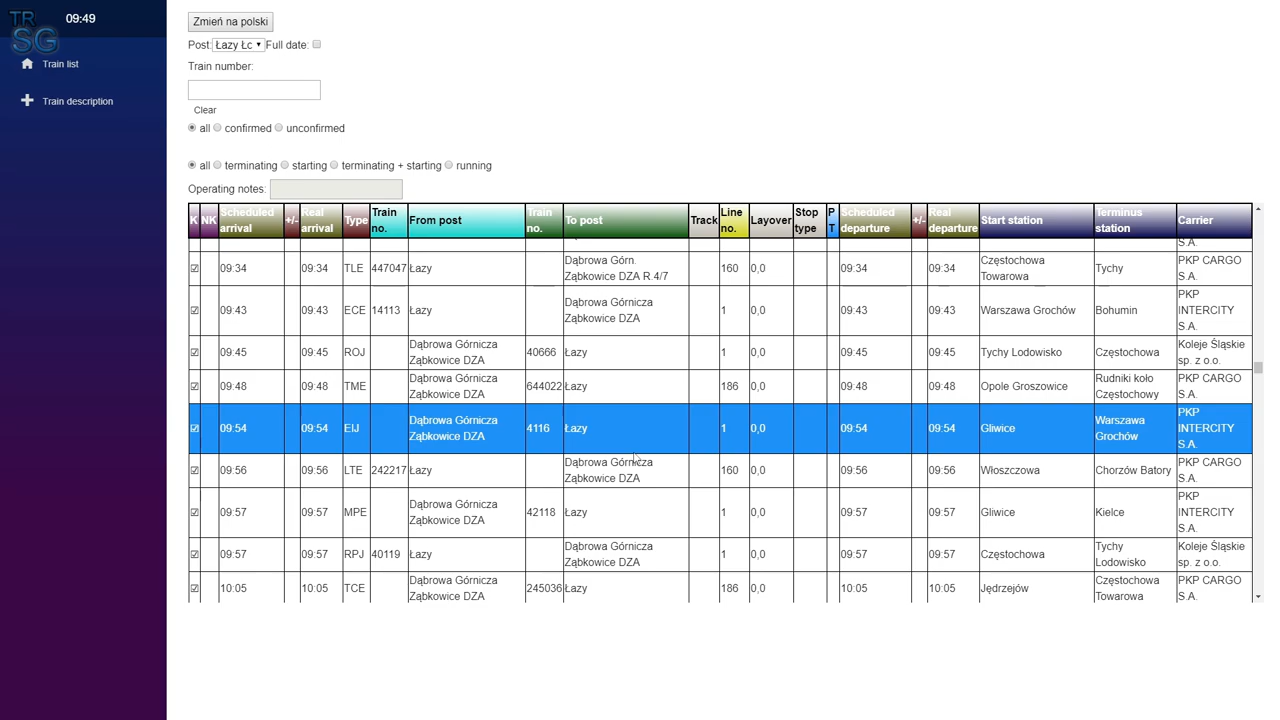 TR
SG
09:49
Train list
Train description
Zmień na polski
Post: Łazy Łc Full date:
Train number:
Clear
all confirmed unconfirmed
all terminating starting terminating + starting running
Operating notes:
K NK Scheduled arrival +/- Real arrival Type Train no. From post Train no. To post Track Line no. Layover Stop type P T Scheduled departure +/- Real departure Start station Terminus station Carrier
S.A.
09:34 09:34 TLE 447047 Łazy Dąbrowa Górn. Ząbkowice DZA R.4/7 160 0,0 09:34 09:34 Częstochowa Towarowa Tychy PKP CARGO S.A.
09:43 09:43 ECE 14113 Łazy Dąbrowa Górnicza Ząbkowice DZA 1 0,0 09:43 09:43 Warszawa Grochów Bohumin PKP INTERCITY S.A.
09:45 09:45 ROJ Dąbrowa Górnicza Ząbkowice DZA 40666 Łazy 1 0,0 09:45 09:45 Tychy Lodowisko Częstochowa Koleje Śląskie sp. z o.o.
09:48 09:48 TME Dąbrowa Górnicza Ząbkowice DZA 644022 Łazy 186 0,0 09:48 09:48 Opole Groszowice Rudniki koło Częstochowy PKP CARGO S.A.
09:54 09:54 EIJ Dąbrowa Górnicza Ząbkowice DZA 4116 Łazy 1 0,0 09:54 09:54 Gliwice Warszawa Grochów PKP INTERCITY S.A.
09:56 09:56 LTE 242217 Łazy Dąbrowa Górnicza Ząbkowice DZA 160 0,0 09:56 09:56 Włoszczowa Chorzów Batory PKP CARGO S.A.
09:57 09:57 MPE Dąbrowa Górnicza Ząbkowice DZA 42118 Łazy 1 0,0 09:57 09:57 Gliwice Kielce PKP INTERCITY S.A.
09:57 09:57 RPJ 40119 Łazy Dąbrowa Górnicza Ząbkowice DZA 1 0,0 09:57 09:57 Częstochowa Tychy Lodowisko Koleje Śląskie sp. z o.o.
10:05 10:05 TCE Dąbrowa Górnicza Ząbkowice DZA 245036 Łazy 186 0,0 10:05 10:05 Jędrzejów Częstochowa Towarowa PKP CARGO S.A.